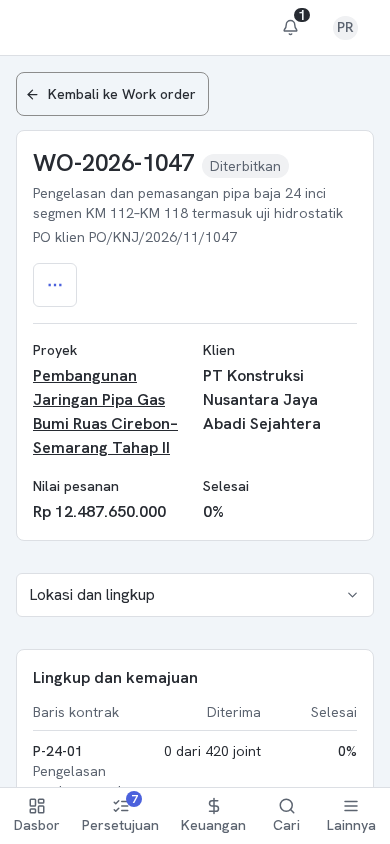 1
PR
Kembali ke Work order
WO-2026-1047 Diterbitkan
Pengelasan dan pemasangan pipa baja 24 inci
segmen KM 112–KM 118 termasuk uji hidrostatik
PO klien PO/KNJ/2026/11/1047
Proyek Klien
Pembangunan PT Konstruksi
Jaringan Pipa Gas Nusantara Jaya
Bumi Ruas Cirebon– Abadi Sejahtera
Semarang Tahap II
Nilai pesanan Selesai
Rp 12.487.650.000 0%
Lokasi dan lingkup
Lingkup dan kemajuan
Baris kontrak Diterima Selesai
P-24-01 0 dari 420 joint 0%
Pengelasan
7
Dasbor Persetujuan Keuangan Cari Lainnya